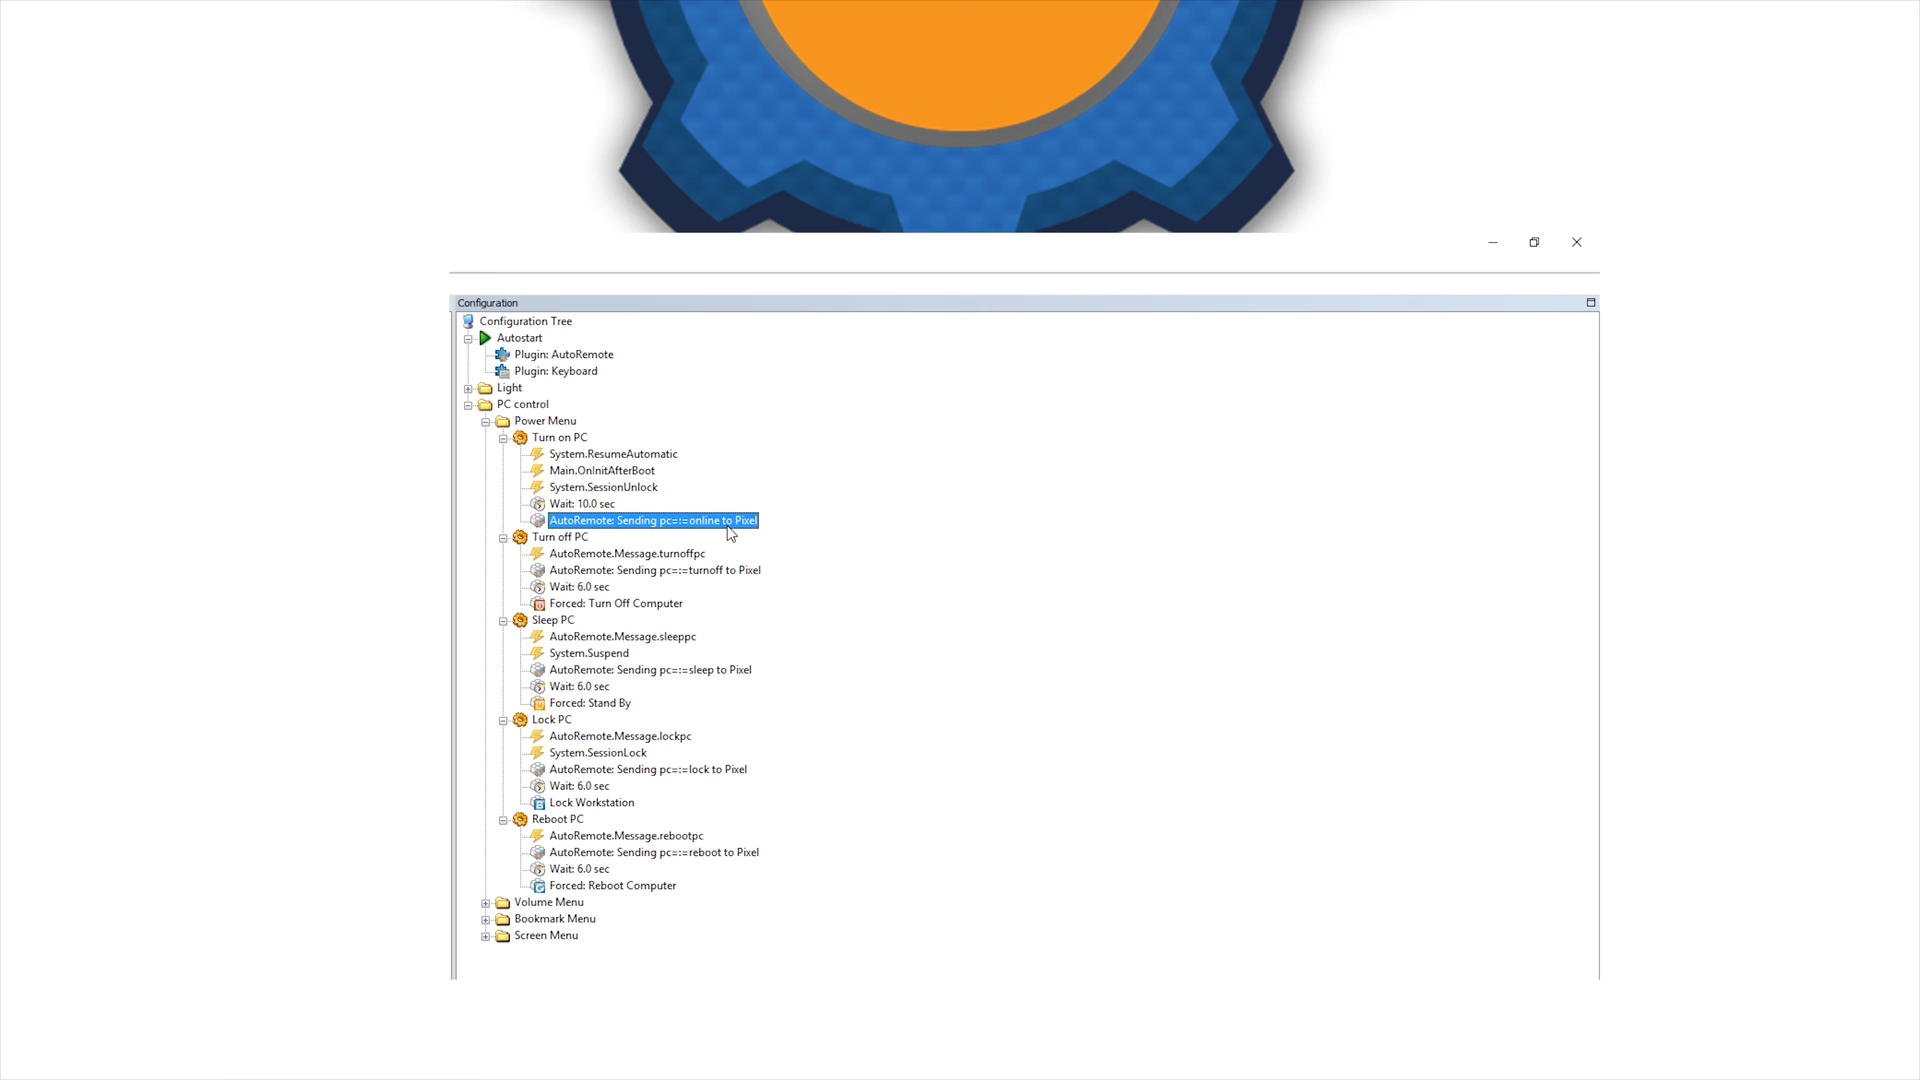 Configuration
Configuration Tree
Autostart
Plugin: AutoRemote
Plugin: Keyboard
Light
PC control
Power Menu
Turn on PC
System.ResumeAutomatic
Main.OnInitAfterBoot
System.SessionUnlock
Wait: 10.0 sec
AutoRemote: Sending pc=:=online to Pixel
Turn off PC
AutoRemote.Message.turnoffpc
AutoRemote: Sending pc=:=turnoff to Pixel
Wait: 6.0 sec
Forced: Turn Off Computer
Sleep PC
AutoRemote.Message.sleeppc
System.Suspend
AutoRemote: Sending pc=:=sleep to Pixel
Wait: 6.0 sec
Forced: Stand By
Lock PC
AutoRemote.Message.lockpc
System.SessionLock
AutoRemote: Sending pc=:=lock to Pixel
Wait: 6.0 sec
Lock Workstation
Reboot PC
AutoRemote.Message.rebootpc
AutoRemote: Sending pc=:=reboot to Pixel
Wait: 6.0 sec
Forced: Reboot Computer
Volume Menu
Bookmark Menu
Screen Menu